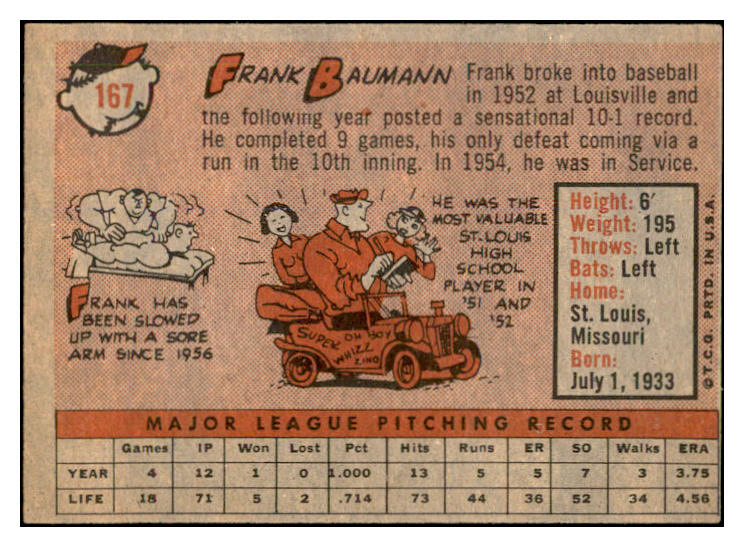 167
FRANK BAUMANN
Frank broke into baseball
in 1952 at Louisville and
the following year posted a sensational 10-1 record.
He completed 9 games, his only defeat coming via a
run in the 10th inning. In 1954, he was in Service.
FRANK HAS
BEEN SLOWED
UP WITH A SORE
ARM SINCE 1956
HE WAS THE
MOST VALUABLE
ST. LOUIS
HIGH
SCHOOL
PLAYER IN
'51 AND
'52
SUPER OH BOY
WHIZZ
ZING
Height: 6'
Weight: 195
Throws: Left
Bats: Left
Home:
St. Louis,
Missouri
Born:
July 1, 1933
©T.C.G. PRTD. IN U.S.A.
MAJOR LEAGUE PITCHING RECORD
Games IP Won Lost Pct Hits Runs ER SO Walks ERA
YEAR 4 12 1 0 1.000 13 5 5 7 3 3.75
LIFE 18 71 5 2 .714 73 44 36 52 34 4.56